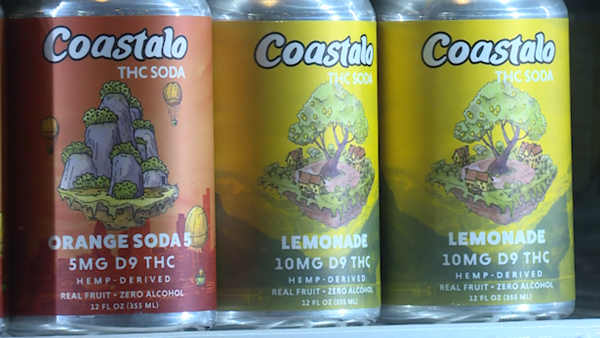 Coastalo
THC SODA
ORANGE SODA 5
5MG D9 THC
HEMP-DERIVED
REAL FRUIT • ZERO ALCOHOL
12 FL OZ (355 ML)
Coastalo
THC SODA
LEMONADE
10MG D9 THC
HEMP-DERIVED
REAL FRUIT • ZERO ALCOHOL
12 FL OZ (355 ML)
Coastalo
THC SODA
LEMONADE
10MG D9 THC
HEMP-DERIVED
REAL FRUIT • ZERO ALCOHOL
12 FL OZ (355 ML)